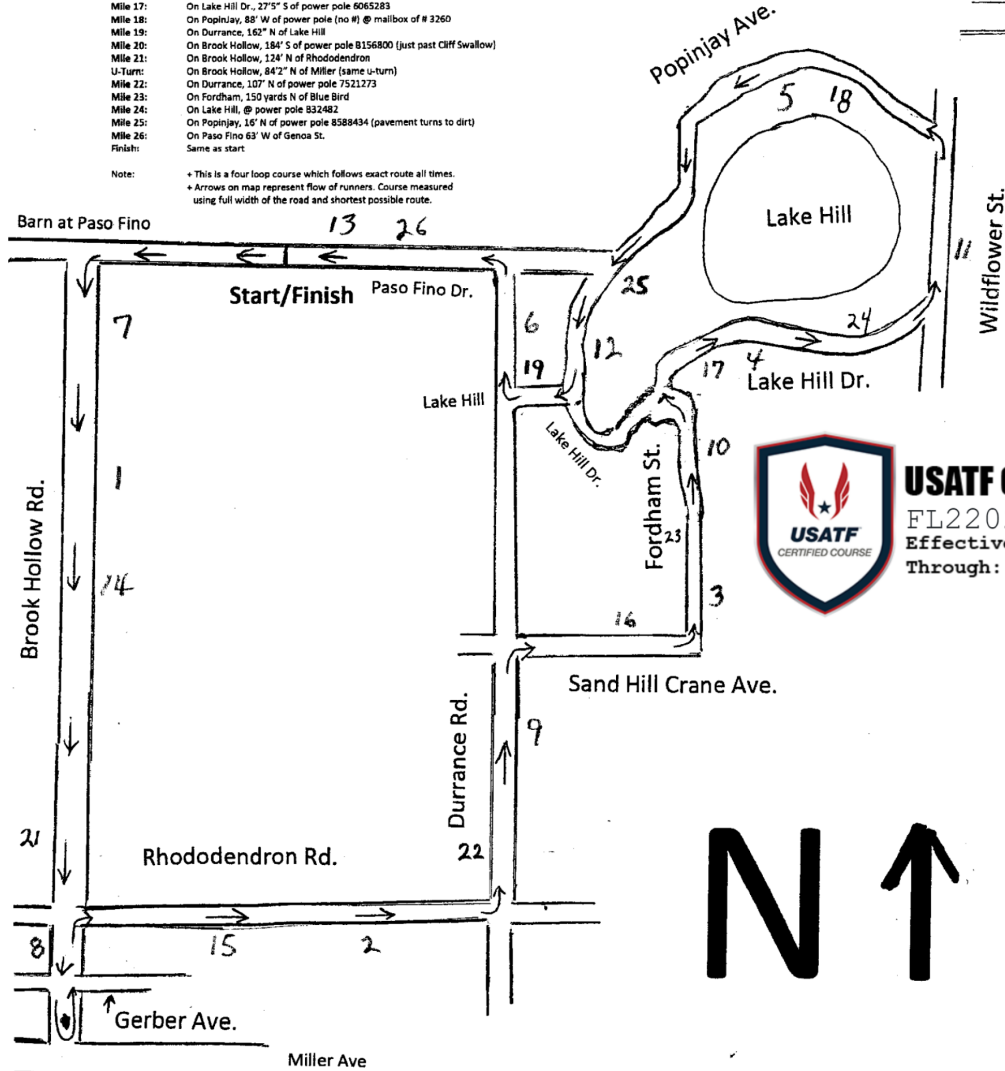 Mile 17: On Lake Hill Dr., 27'5" S of power pole 6065283
Mile 18: On PopinJay, 88' W of power pole (no #) @ mailbox of # 3260
Mile 19: On Durrance, 162" N of Lake Hill
Mile 20: On Brook Hollow, 184' S of power pole B156800 (just past Cliff Swallow)
Mile 21: On Brook Hollow, 124' N of Rhododendron
U-Turn: On Brook Hollow, 84'2" N of Miller (same u-turn)
Mile 22: On Durrance, 107' N of power pole 7521273
Mile 23: On Fordham, 150 yards N of Blue Bird
Mile 24: On Lake Hill, @ power pole B32482
Mile 25: On Popinjay, 16' N of power pole 8588434 (pavement turns to dirt)
Mile 26: On Paso Fino 63' W of Genoa St.
Finish: Same as start
Note: + This is a four loop course which follows exact route all times.
+ Arrows on map represent flow of runners. Course measured
using full width of the road and shortest possible route.
Popinjay Ave.
5 18
Barn at Paso Fino
13 26
Lake Hill
Wildflower St.
11
Start/Finish
Paso Fino Dr.
25
7
6
12
24
19
17
4
Lake Hill Dr.
Lake Hill
Lake Hill Dr.
Fordham St.
10
1
USATF
CERTIFIED COURSE
USATF
FL220
Effective
Through:
Brook Hollow Rd.
14
23
3
16
Sand Hill Crane Ave.
Durrance Rd.
9
21
Rhododendron Rd.
22
8
15
2
N
Gerber Ave.
Miller Ave